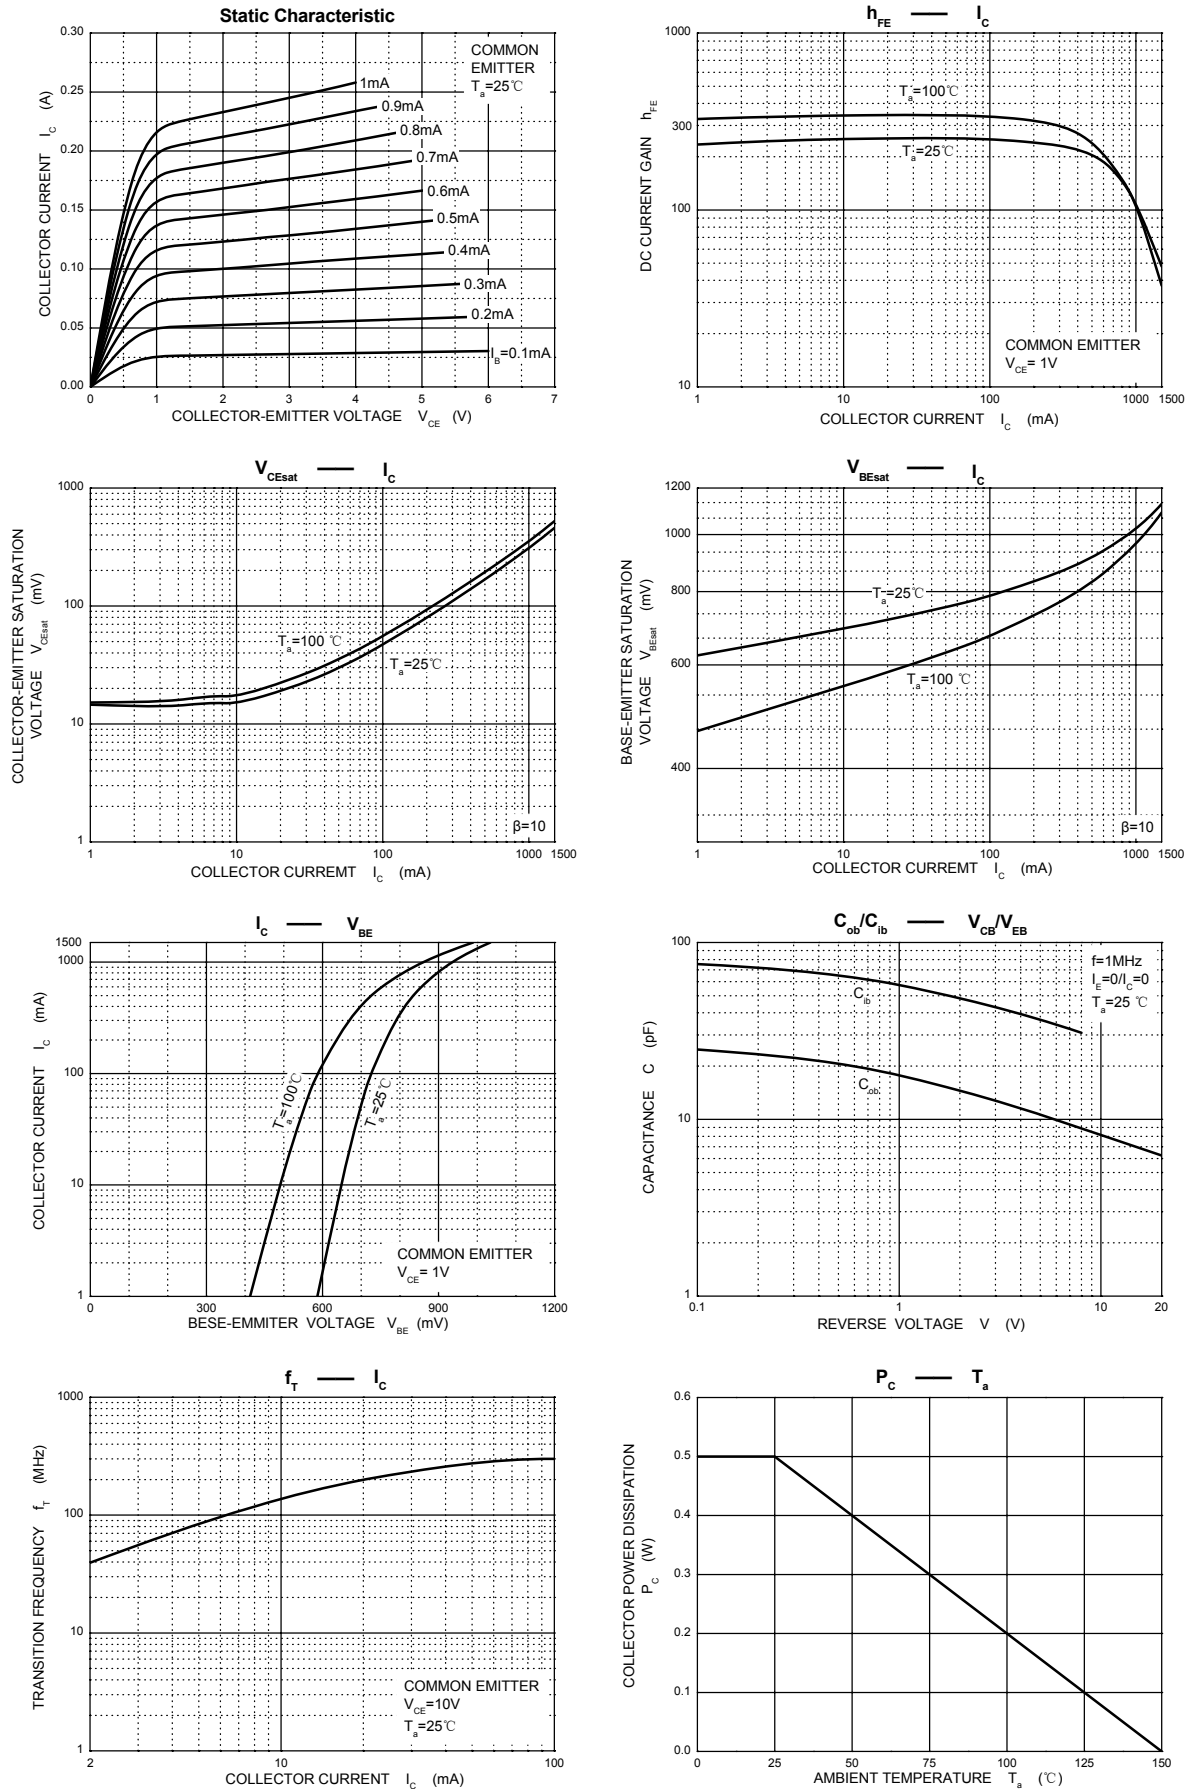 Static Characteristic
0.30
0.25
0.20
0.15
0.10
0.05
0.00
0 1 2 3 4 5 6 7
COLLECTOR CURRENT I_C (A)
COLLECTOR-EMITTER VOLTAGE V_CE (V)
COMMON
EMITTER
T_a=25℃
1mA
0.9mA
0.8mA
0.7mA
0.6mA
0.5mA
0.4mA
0.3mA
0.2mA
I_B=0.1mA
h_FE —— I_C
1000
300
100
10
1 10 100 1000 1500
DC CURRENT GAIN h_FE
COLLECTOR CURRENT I_C (mA)
T_a=100℃
T_a=25℃
COMMON EMITTER
V_CE= 1V
V_CEsat —— I_C
1000
100
10
1
1 10 100 1000 1500
COLLECTOR-EMITTER SATURATION
VOLTAGE V_CEsat (mV)
COLLECTOR CURREMT I_C (mA)
T_a=100 ℃
T_a=25℃
β=10
V_BEsat —— I_C
1200
1000
800
600
400
1 10 100 1000 1500
BASE-EMITTER SATURATION
VOLTAGE V_BEsat (mV)
COLLECTOR CURREMT I_C (mA)
T_a=25℃
T_a=100 ℃
β=10
I_C —— V_BE
1500
1000
100
10
1
0 300 600 900 1200
COLLECTOR CURRENT I_C (mA)
BESE-EMMITER VOLTAGE V_BE (mV)
T_a=100℃
T_a=25℃
COMMON EMITTER
V_CE= 1V
C_ob/C_ib —— V_CB/V_EB
100
10
1
0.1 1 10 20
CAPACITANCE C (pF)
REVERSE VOLTAGE V (V)
f=1MHz
I_E=0/I_C=0
T_a=25 ℃
C_ib
C_ob
f_T —— I_C
1000
100
10
1
2 10 100
TRANSITION FREQUENCY f_T (MHz)
COLLECTOR CURRENT I_C (mA)
COMMON EMITTER
V_CE=10V
T_a=25℃
P_C —— T_a
0.6
0.5
0.4
0.3
0.2
0.1
0.0
0 25 50 75 100 125 150
COLLECTOR POWER DISSIPATION
P_C (W)
AMBIENT TEMPERATURE T_a (℃)